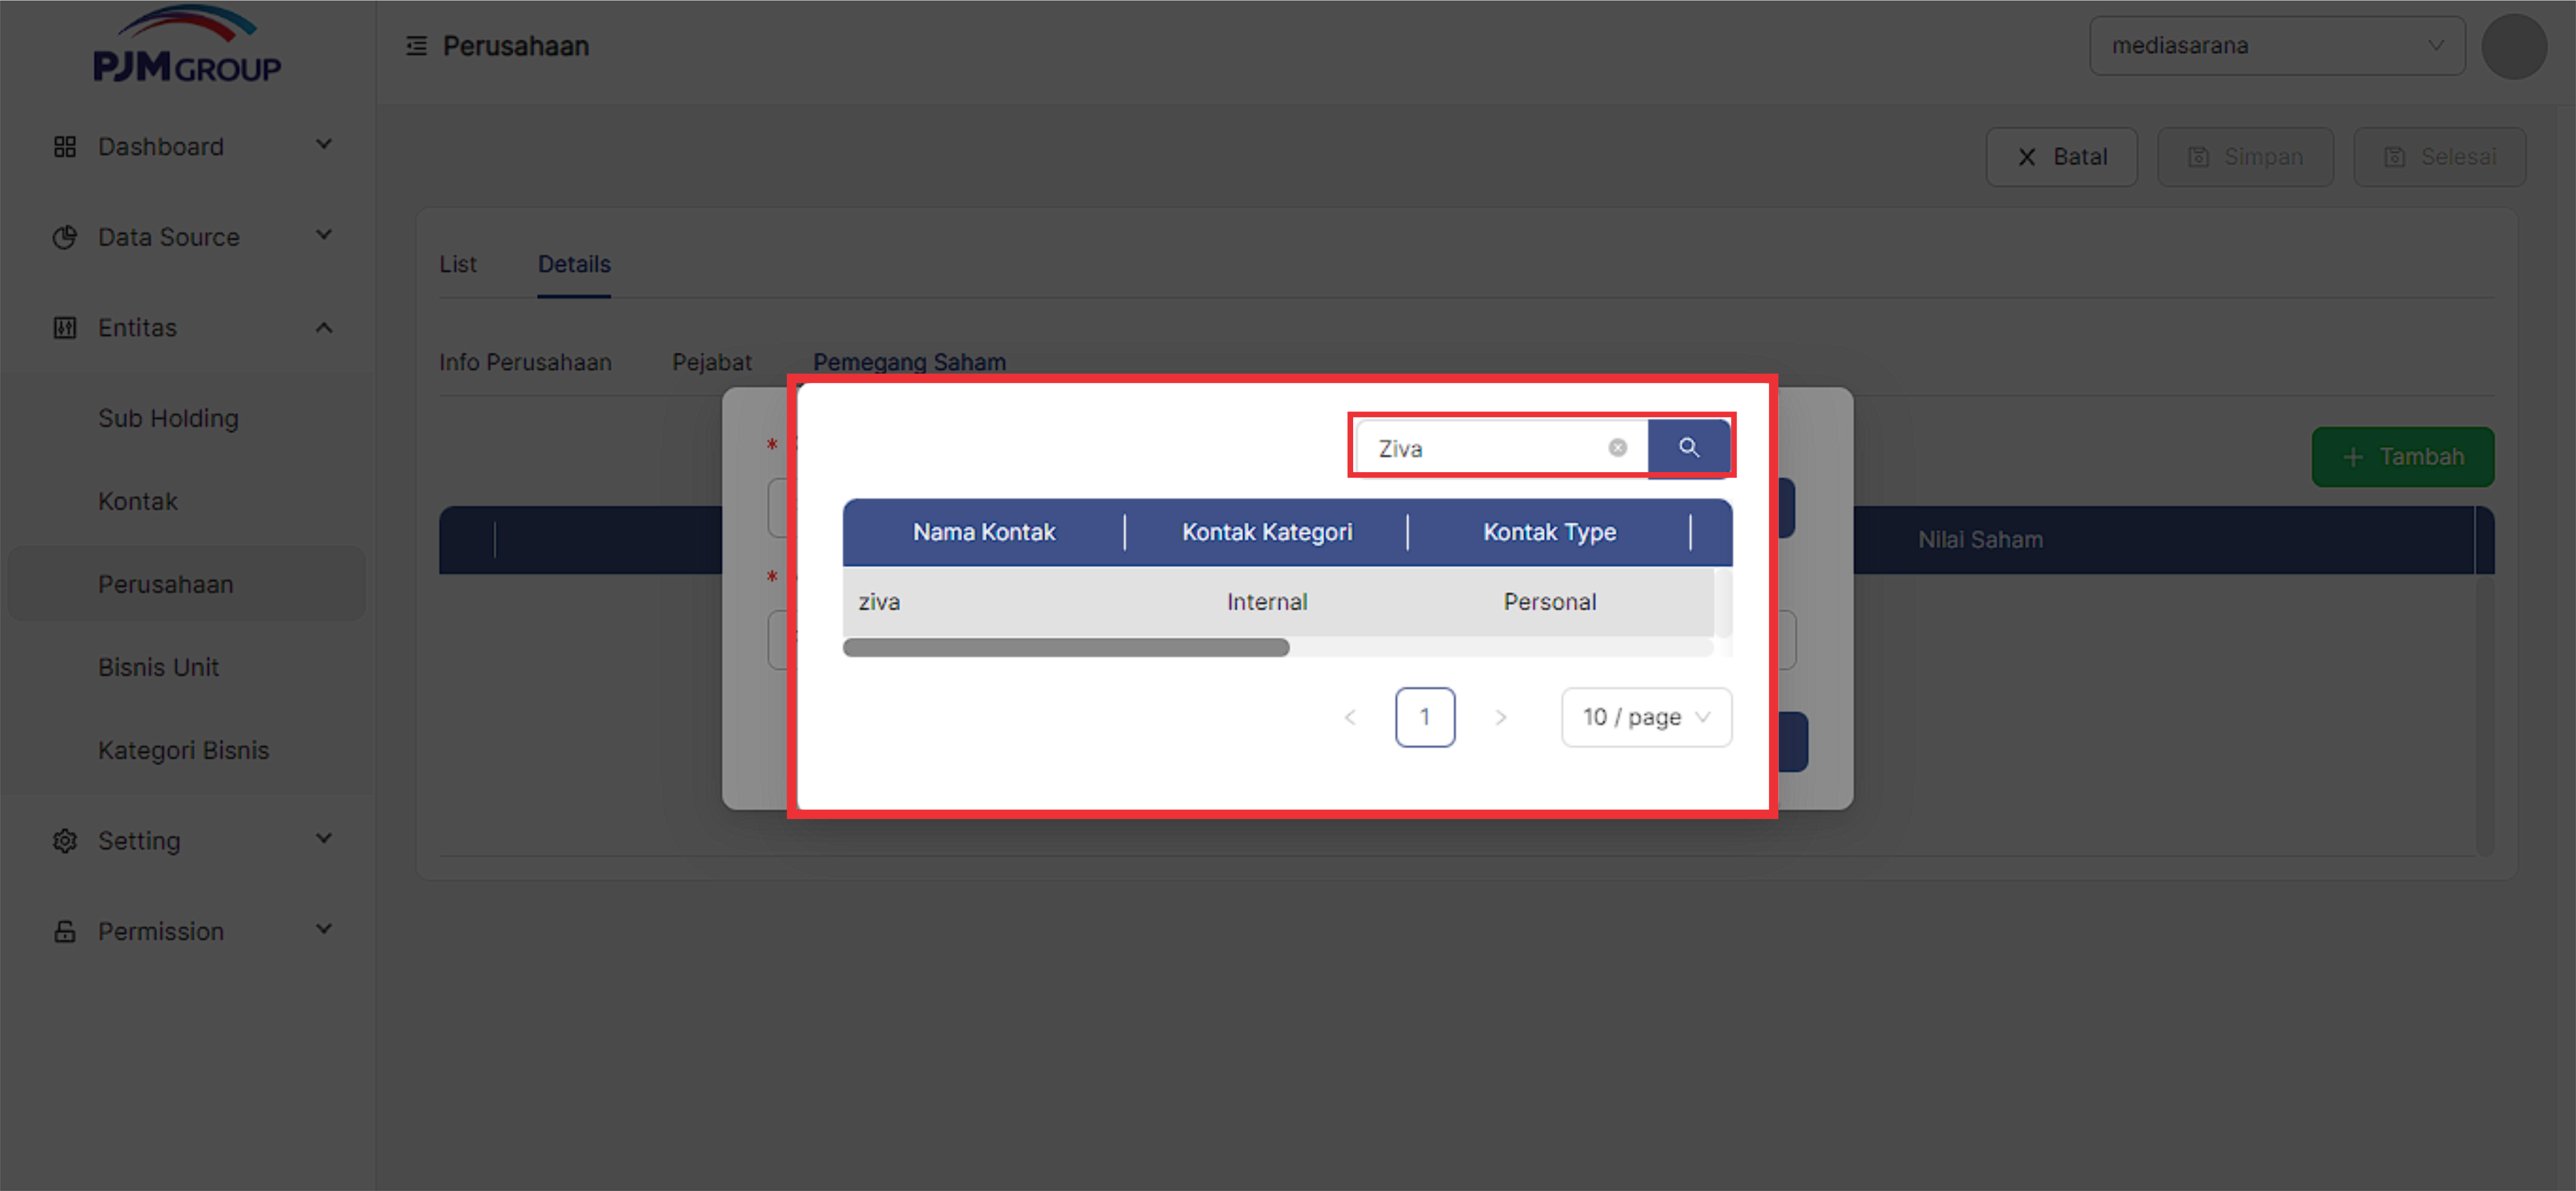 PJM GROUP
Perusahaan
mediasarana
Dashboard
Batal
Simpan
Selesai
Data Source
List
Details
Entitas
Info Perusahaan
Pejabat
Pemegang Saham
Sub Holding
*
Ziva
Tambah
Kontak
Nama Kontak
Kontak Kategori
Kontak Type
Nilai Saham
Perusahaan
*
ziva
Internal
Personal
Bisnis Unit
1
10 / page
Kategori Bisnis
Setting
Permission